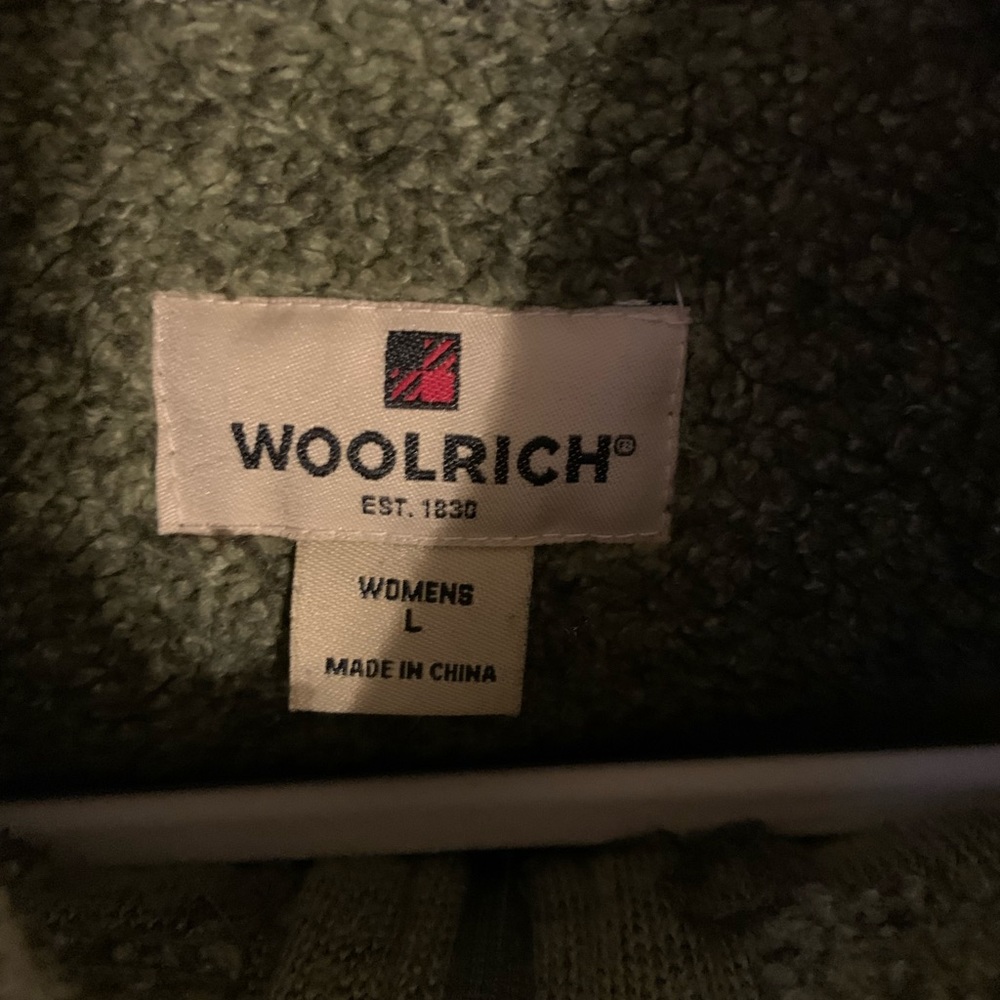 WOOLRICH®
EST. 1830
WOMENS
L
MADE IN CHINA